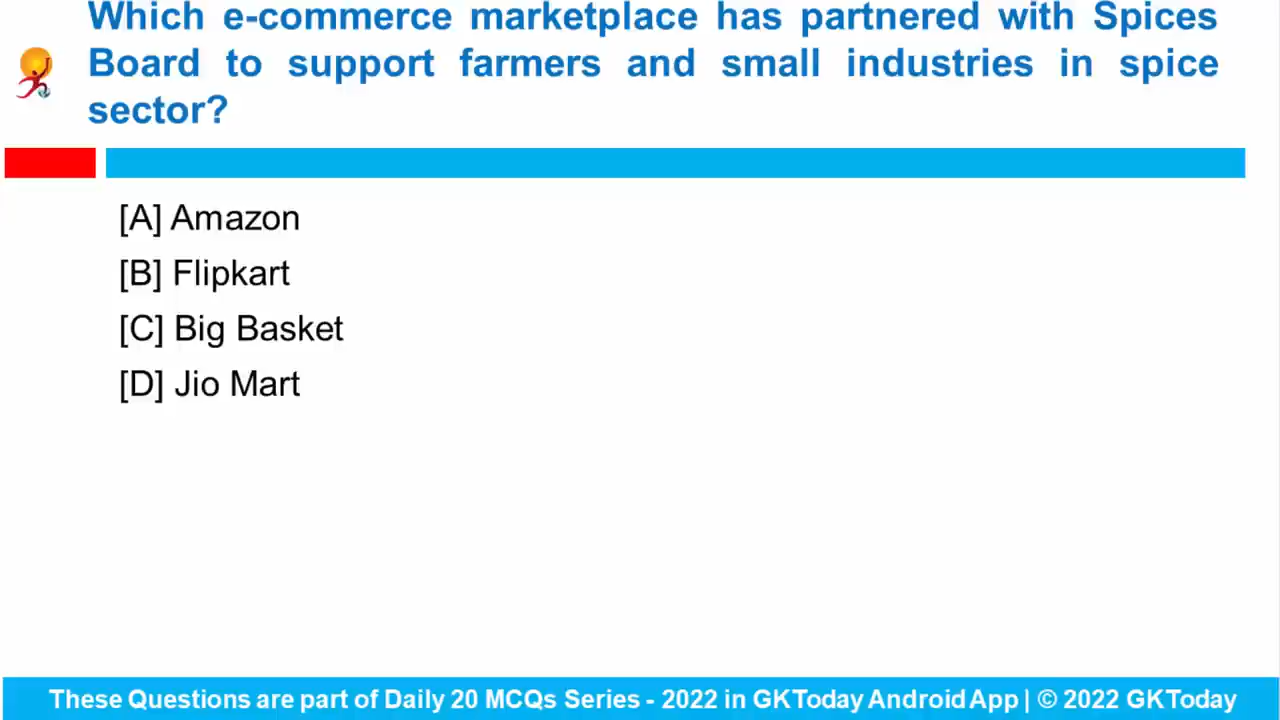 Which e-commerce marketplace has partnered with Spices
Board to support farmers and small industries in spice
sector?
[A] Amazon
[B] Flipkart
[C] Big Basket
[D] Jio Mart
These Questions are part of Daily 20 MCQs Series - 2022 in GKToday Android App | © 2022 GKToday